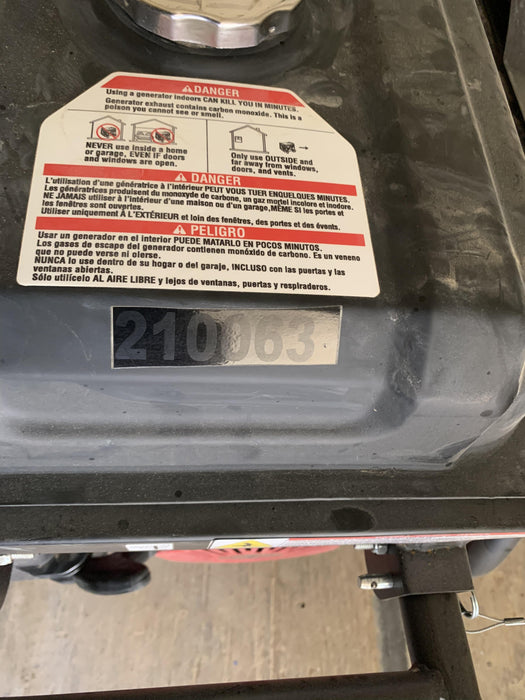 DANGER
Using a generator indoors CAN KILL YOU IN MINUTES.
Generator exhaust contains carbon monoxide. This is a
poison you cannot see or smell.
NEVER use inside a home
or garage, EVEN IF doors
and windows are open.
Only use OUTSIDE and
far away from windows,
doors, and vents.
DANGER
L'utilisation d'une génératrice à l'intérieur PEUT VOUS TUER ENQUELQUES MINUTES.
Les génératrices produisent du monoxyde de carbone, un gaz mortel incolore et inodore.
NE JAMAIS utiliser à l'intérieur d'une maison ou d'un garage,MÊME SI les portes et
les fenêtres sont ouvertes.
Utiliser uniquement À L'EXTÉRIEUR et loin des fenêtres, des portes et des évents.
PELIGRO
Usar un generador en el interior PUEDE MATARLO EN POCOS MINUTOS.
Los gases de escape del generador contienen monóxido de carbono. Es un veneno
que no puede verse ni olerse.
NUNCA lo use dentro de su hogar o del garaje, INCLUSO con las puertas y las
ventanas abiertas.
Sólo utilícelo AL AIRE LIBRE y lejos de ventanas, puertas y respiraderos.
210063